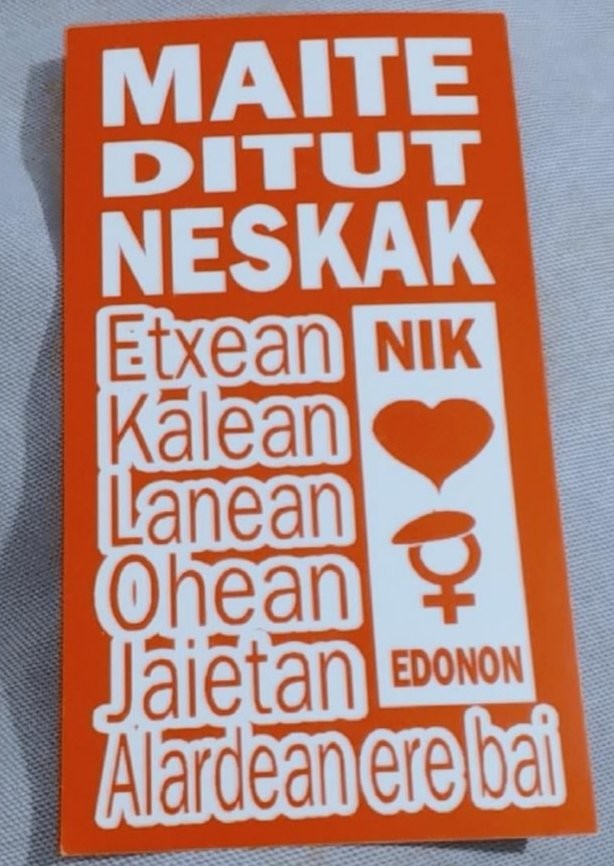 MAITE
DITUT
NESKAK
Etxean
Kalean
Lanean
Ohean
Jaietan
Alardean ere bai
NIK
EDONON